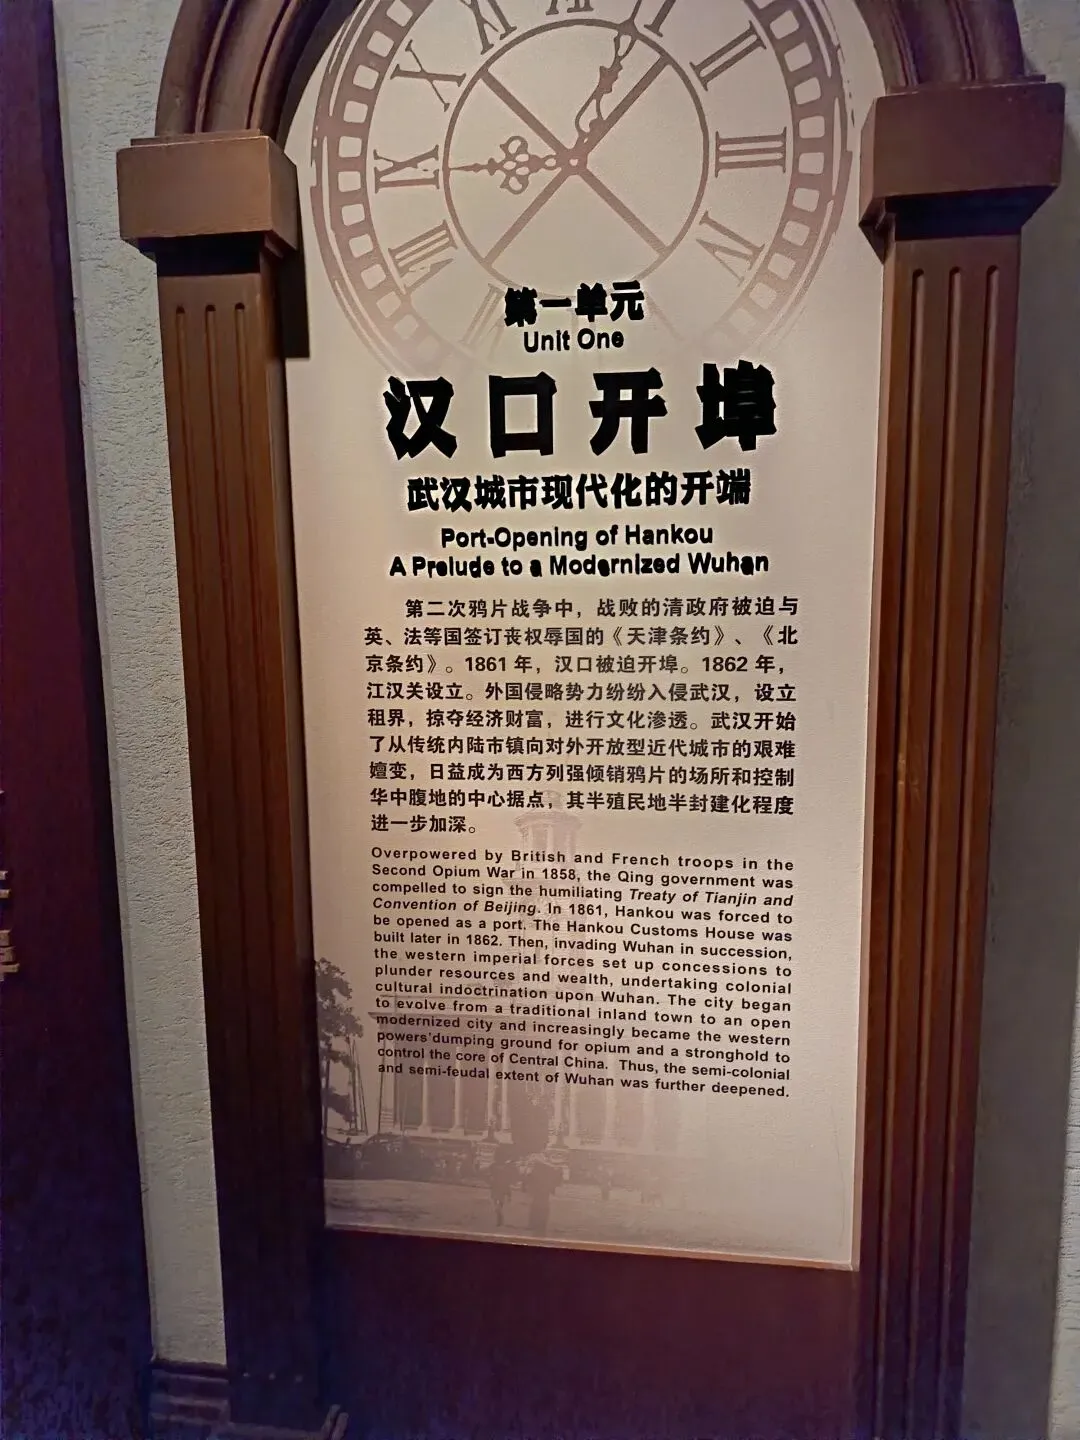 第一单元
Unit One
汉口开埠
武汉城市现代化的开端
Port-Opening of Hankou
A Prelude to a Modernized Wuhan
第二次鸦片战争中，战败的清政府被迫与
英、法等国签订丧权辱国的《天津条约》、《北
京条约》。1861年，汉口被迫开埠。1862年，
江汉关设立。外国侵略势力纷纷入侵武汉，设立
租界，掠夺经济财富，进行文化渗透。武汉开始
了从传统内陆市镇向对外开放型近代城市的艰难
嬗变，日益成为西方列强倾销鸦片的场所和控制
华中腹地的中心据点，其半殖民地半封建化程度
进一步加深。
Overpowered by British and French troops in the
Second Opium War in 1858, the Qing government was
compelled to sign the humiliating Treaty of Tianjin and
Convention of Beijing. In 1861, Hankou was forced to
be opened as a port. The Hankou Customs House was
built later in 1862. Then, invading Wuhan in succession,
the western imperial forces set up concessions to
plunder resources and wealth, undertaking colonial
cultural indoctrination upon Wuhan. The city began
to evolve from a traditional inland town to an open
modernized city and increasingly became the western
powers'dumping ground for opium and a stronghold to
control the core of Central China. Thus, the semi-colonial
and semi-feudal extent of Wuhan was further deepened.